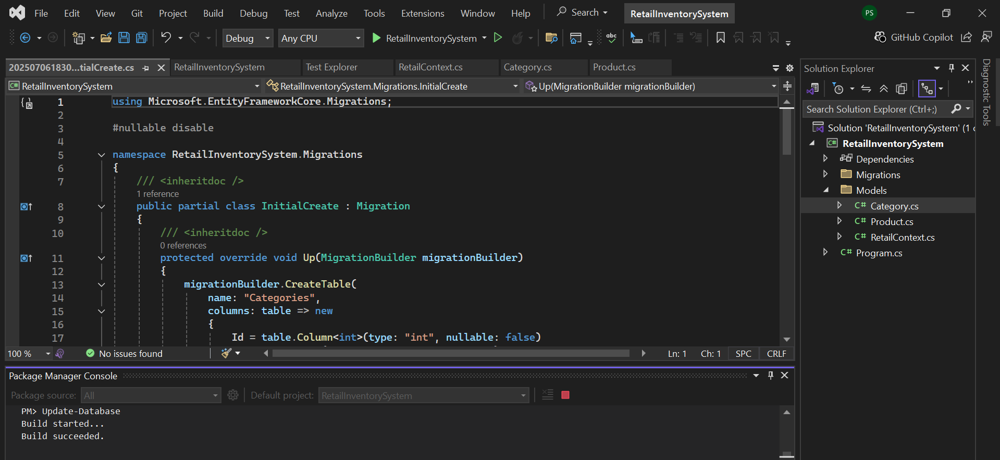 File Edit View Git Project Build Debug Test Analyze Tools Extensions Window Help Search RetailInventorySystem PS
Debug Any CPU RetailInventorySystem abc GitHub Copilot
202507061830...tialCreate.cs RetailInventorySystem Test Explorer RetailContext.cs Category.cs Product.cs
C# RetailInventorySystem RetailInventorySystem.Migrations.InitialCreate Up(MigrationBuilder migrationBuilder)
1 using Microsoft.EntityFrameworkCore.Migrations;
2
3 #nullable disable
4
5 namespace RetailInventorySystem.Migrations
6 {
7 /// <inheritdoc />
1 reference
8 public partial class InitialCreate : Migration
9 {
10 /// <inheritdoc />
0 references
11 protected override void Up(MigrationBuilder migrationBuilder)
12 {
13 migrationBuilder.CreateTable(
14 name: "Categories",
15 columns: table => new
16 {
17 Id = table.Column<int>(type: "int", nullable: false)
100 % No issues found Ln: 1 Ch: 1 SPC CRLF
Package Manager Console
Package source: All Default project: RetailInventorySystem
PM> Update-Database
Build started...
Build succeeded.
Solution Explorer
Search Solution Explorer (Ctrl+;)
Solution 'RetailInventorySystem' (1
C# RetailInventorySystem
Dependencies
Migrations
Models
C# Category.cs
C# Product.cs
C# RetailContext.cs
C# Program.cs
Diagnostic Tools